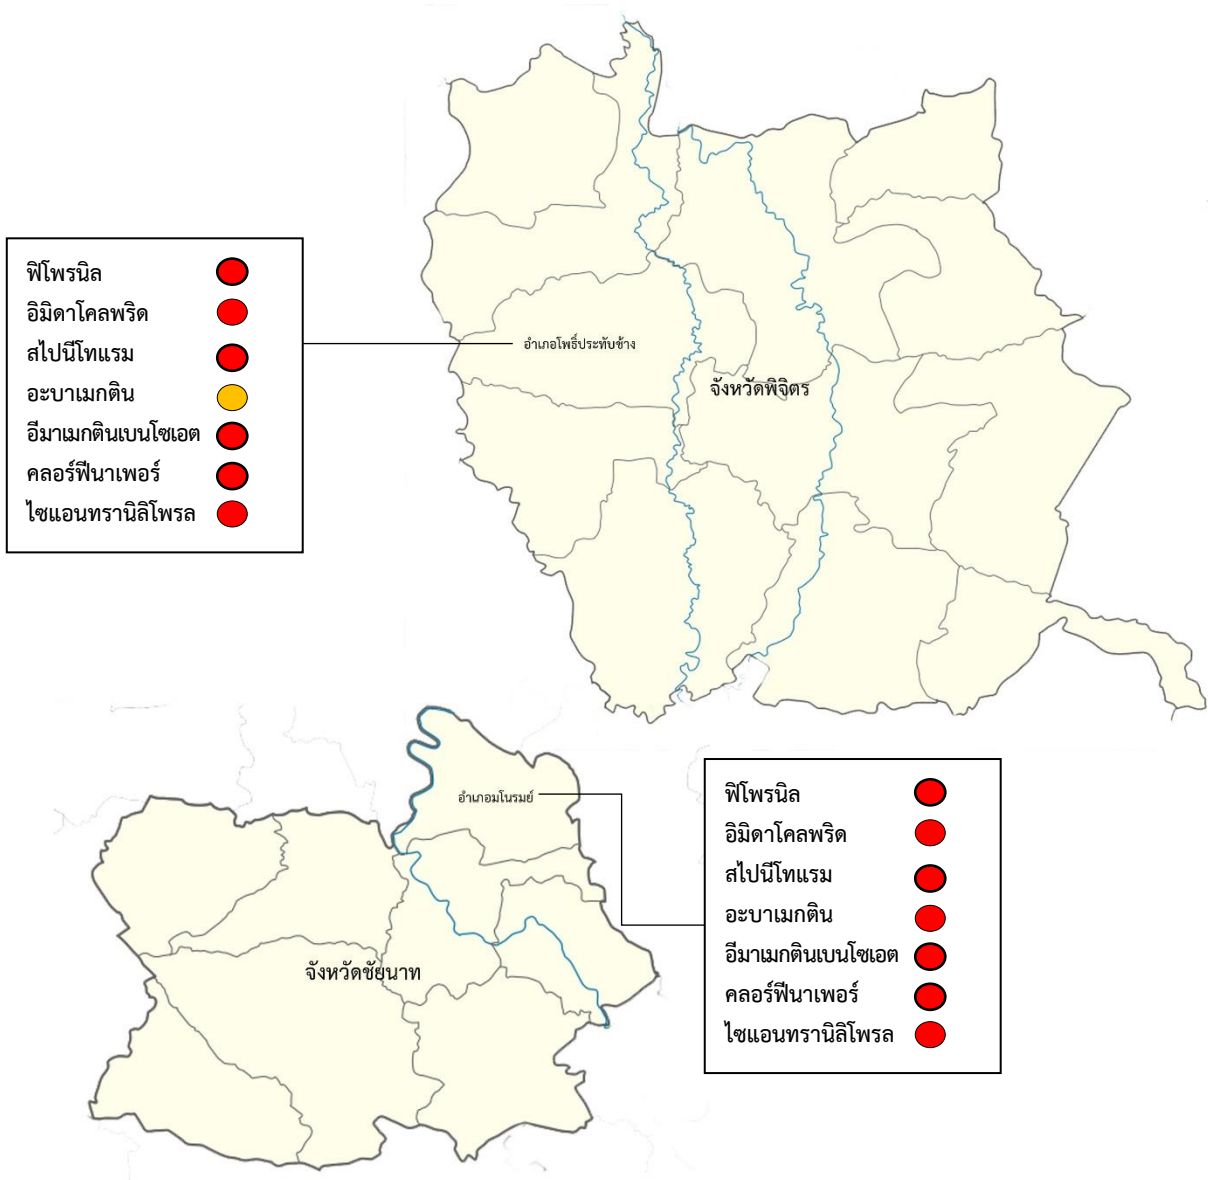 ฟิโพรนิล
อิมิดาโคลพริด
สไปนีโทแรม
อะบาเมกติน
อีมาเมกตินเบนโซเอต
คลอร์ฟีนาเพอร์
ไซแอนทรานิลิโพรล
อำเภอโพธิ์ประทับช้าง
จังหวัดพิจิตร
อำเภอมโนรมย์
จังหวัดชัยนาท
ฟิโพรนิล
อิมิดาโคลพริด
สไปนีโทแรม
อะบาเมกติน
อีมาเมกตินเบนโซเอต
คลอร์ฟีนาเพอร์
ไซแอนทรานิลิโพรล